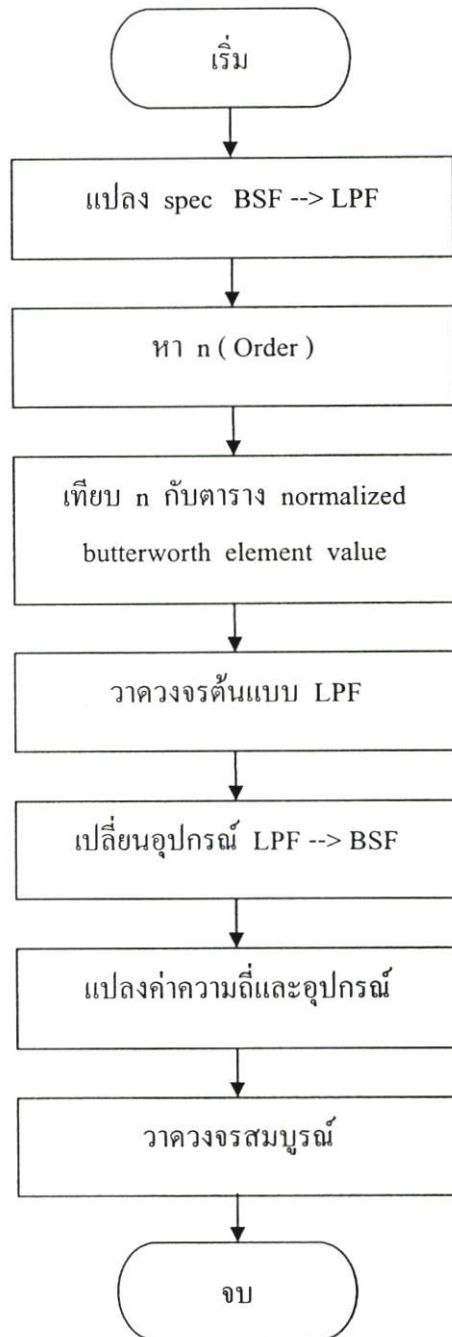 เริ่ม
แปลง spec BSF --> LPF
หา n ( Order )
เทียบ n กับตาราง normalized
butterworth element value
วาดวงจรต้นแบบ LPF
เปลี่ยนอุปกรณ์ LPF --> BSF
แปลงค่าความถี่และอุปกรณ์
วาดวงจรสมบูรณ์
จบ